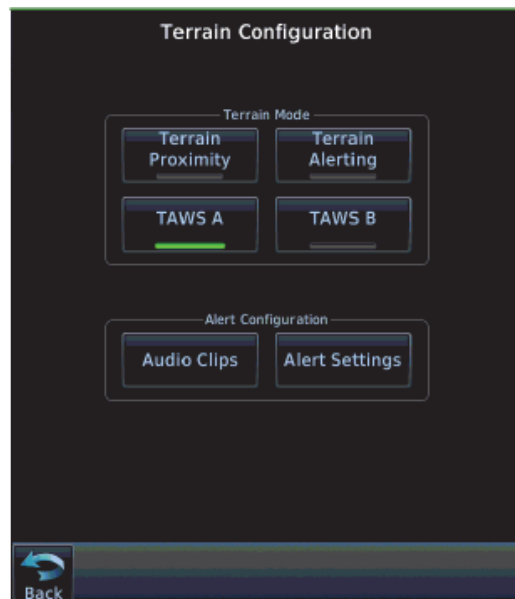 Terrain Configuration
Terrain Mode
Terrain
Proximity
Terrain
Alerting
TAWS A
TAWS B
Alert Configuration
Audio Clips
Alert Settings
Back